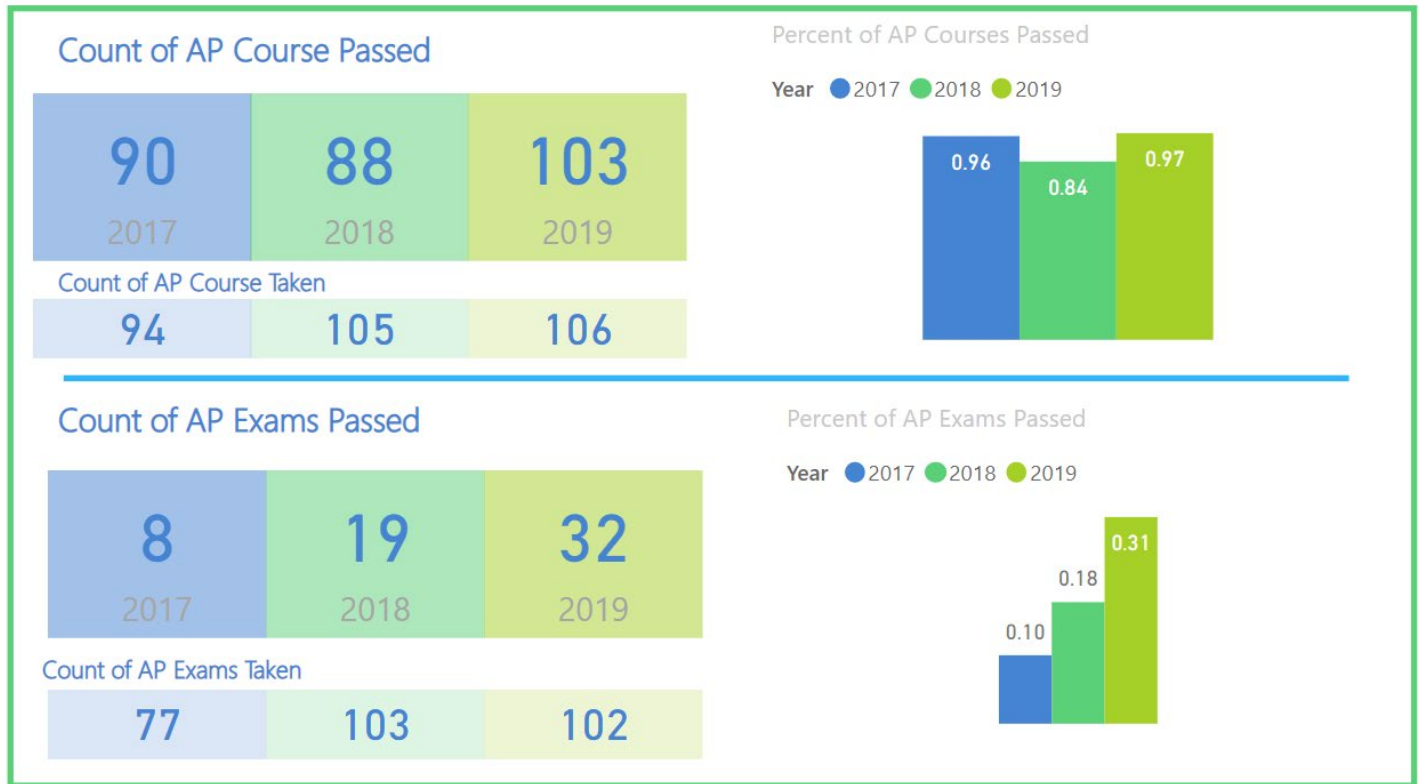 Count of AP Course Passed
90 88 103
2017 2018 2019
Count of AP Course Taken
94 105 106
Percent of AP Courses Passed
Year 2017 2018 2019
0.96 0.84 0.97
Count of AP Exams Passed
8 19 32
2017 2018 2019
Count of AP Exams Taken
77 103 102
Percent of AP Exams Passed
Year 2017 2018 2019
0.31
0.18
0.10